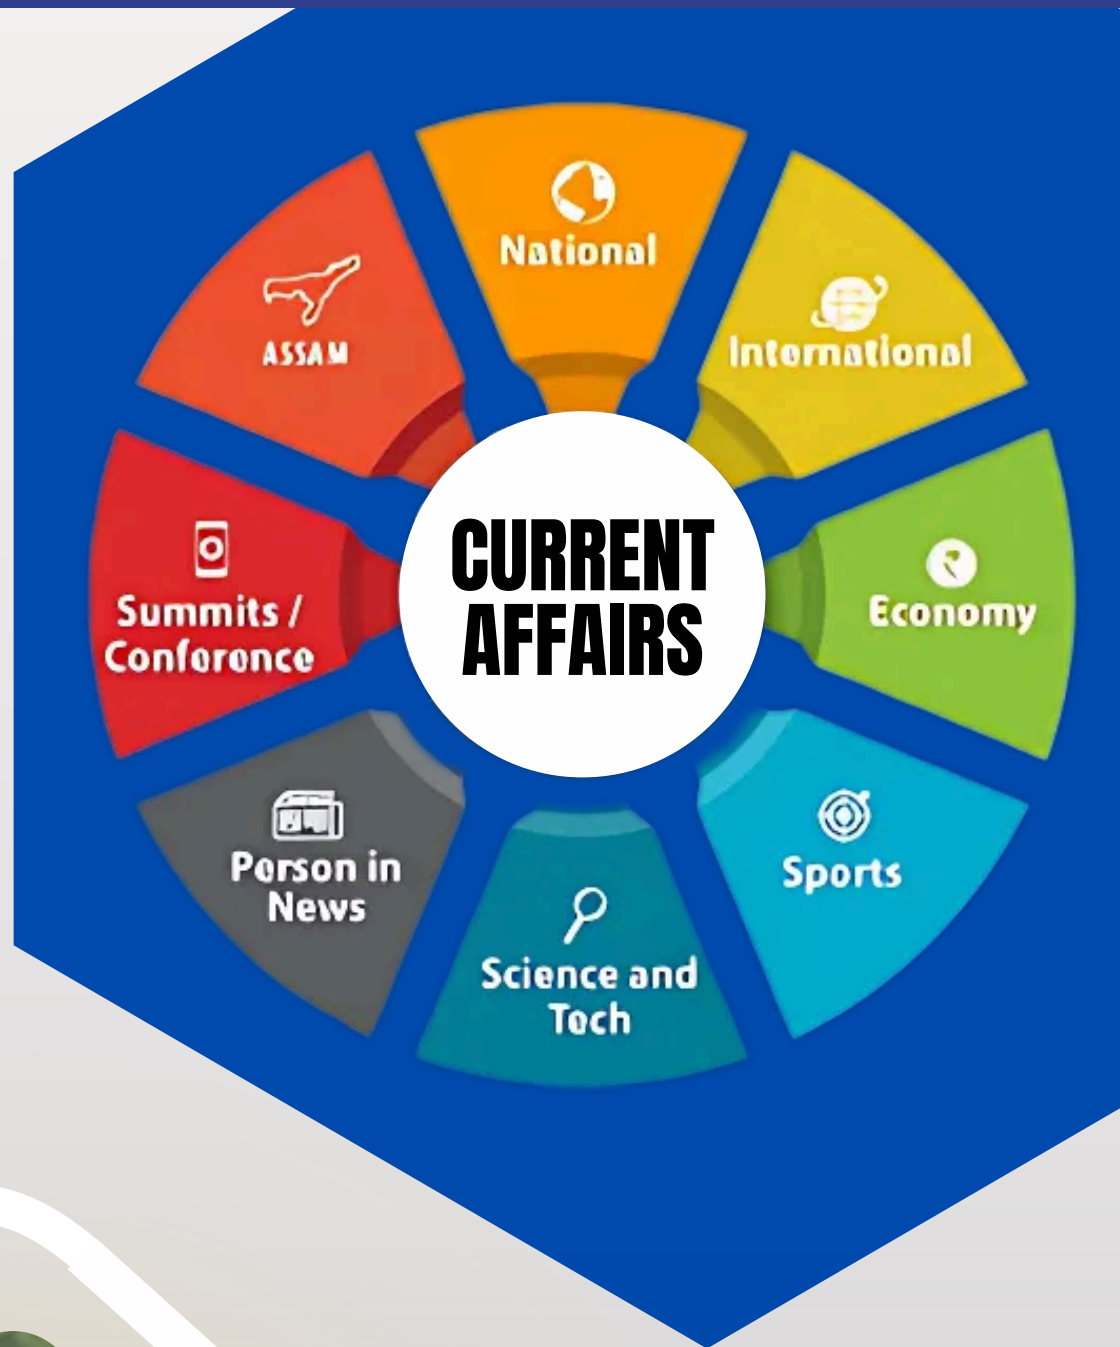 National
International
ASSAM
Economy
Summits /
Conference
CURRENT
AFFAIRS
Sports
Person in
News
Science and
Tech